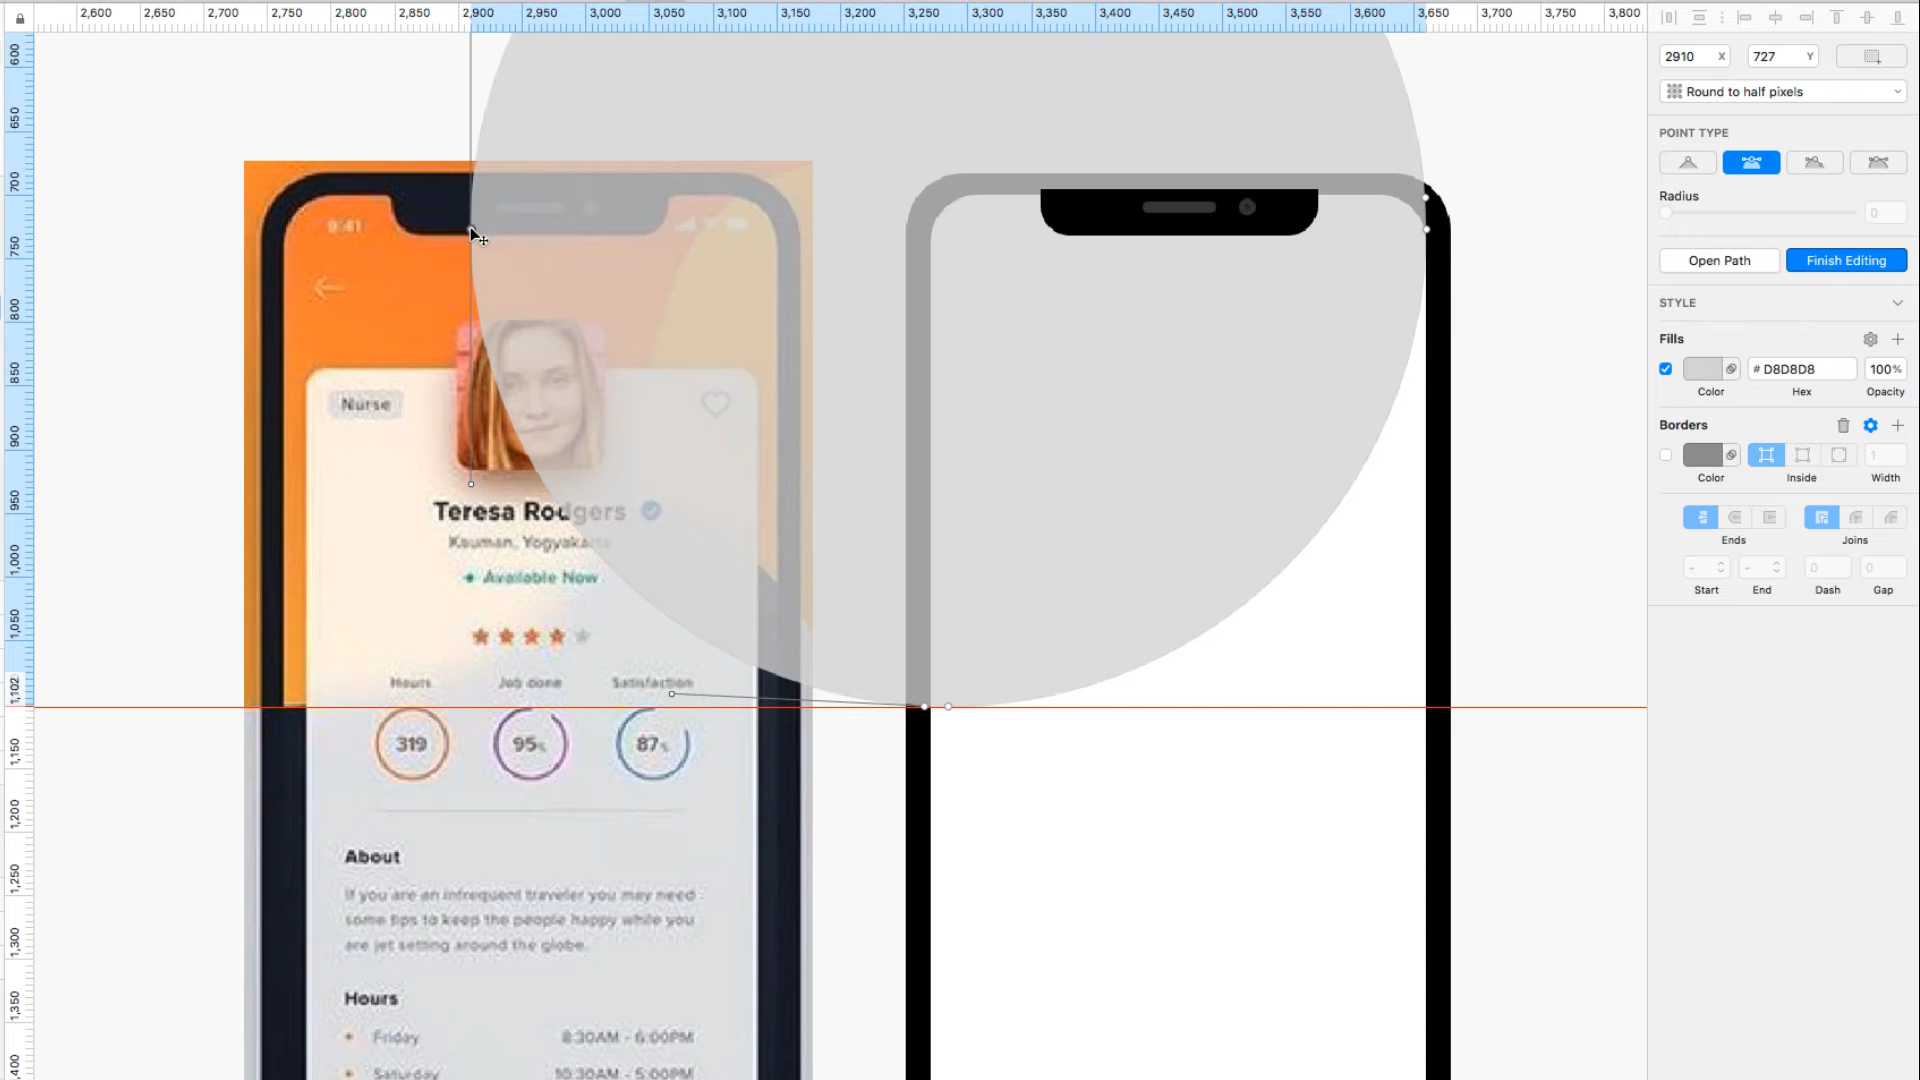 2,600 2,650 2,700 2,750 2,800 2,850 2,900 2,950 3,000 3,050 3,100 3,150 3,200 3,250 3,300 3,350 3,400 3,450 3,500 3,550 3,600 3,650 3,700 3,750 3,800
600
650
700
750
800
850
900
950
1,000
1,050
1,102
1,150
1,200
1,250
1,300
1,350
,400
9:41
Nurse
Teresa Rodgers
Kauman, Yogyakarta
Available Now
Hours Job done Satisfaction
319 95% 87%
About
If you are an infrequent traveler you may need
some tips to keep the people happy while you
are jet setting around the globe.
Hours
Friday 8:30AM - 6:00PM
Saturday 10:30AM - 5:00PM
2910 X 727 Y
Round to half pixels
POINT TYPE
Radius
0
Open Path Finish Editing
STYLE
Fills
# D8D8D8 100%
Color Hex Opacity
Borders
1
Color Inside Width
Ends Joins
- - 0 0
Start End Dash Gap